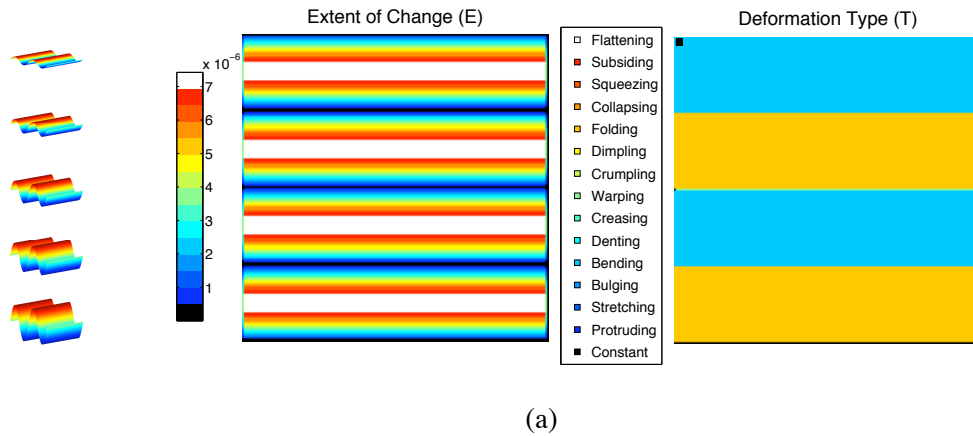 Extent of Change (E)
Deformation Type (T)
x 10⁻⁶
7
6
5
4
3
2
1
Flattening
Subsiding
Squeezing
Collapsing
Folding
Dimpling
Crumpling
Warping
Creasing
Denting
Bending
Bulging
Stretching
Protruding
Constant
(a)